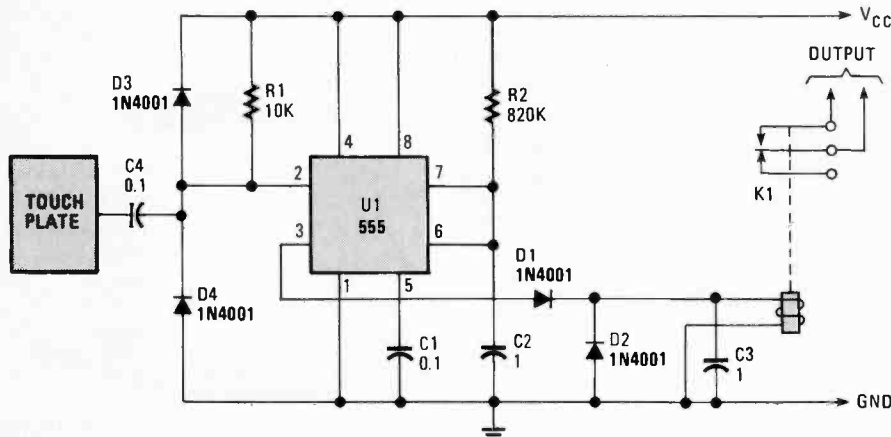 VCC
OUTPUT
D3
1N4001
R1
10K
R2
820K
4
8
C4
0.1
TOUCH
PLATE
2
7
U1
555
3
6
K1
D1
1N4001
1
5
D4
1N4001
C1
0.1
C2
1
D2
1N4001
C3
1
GND